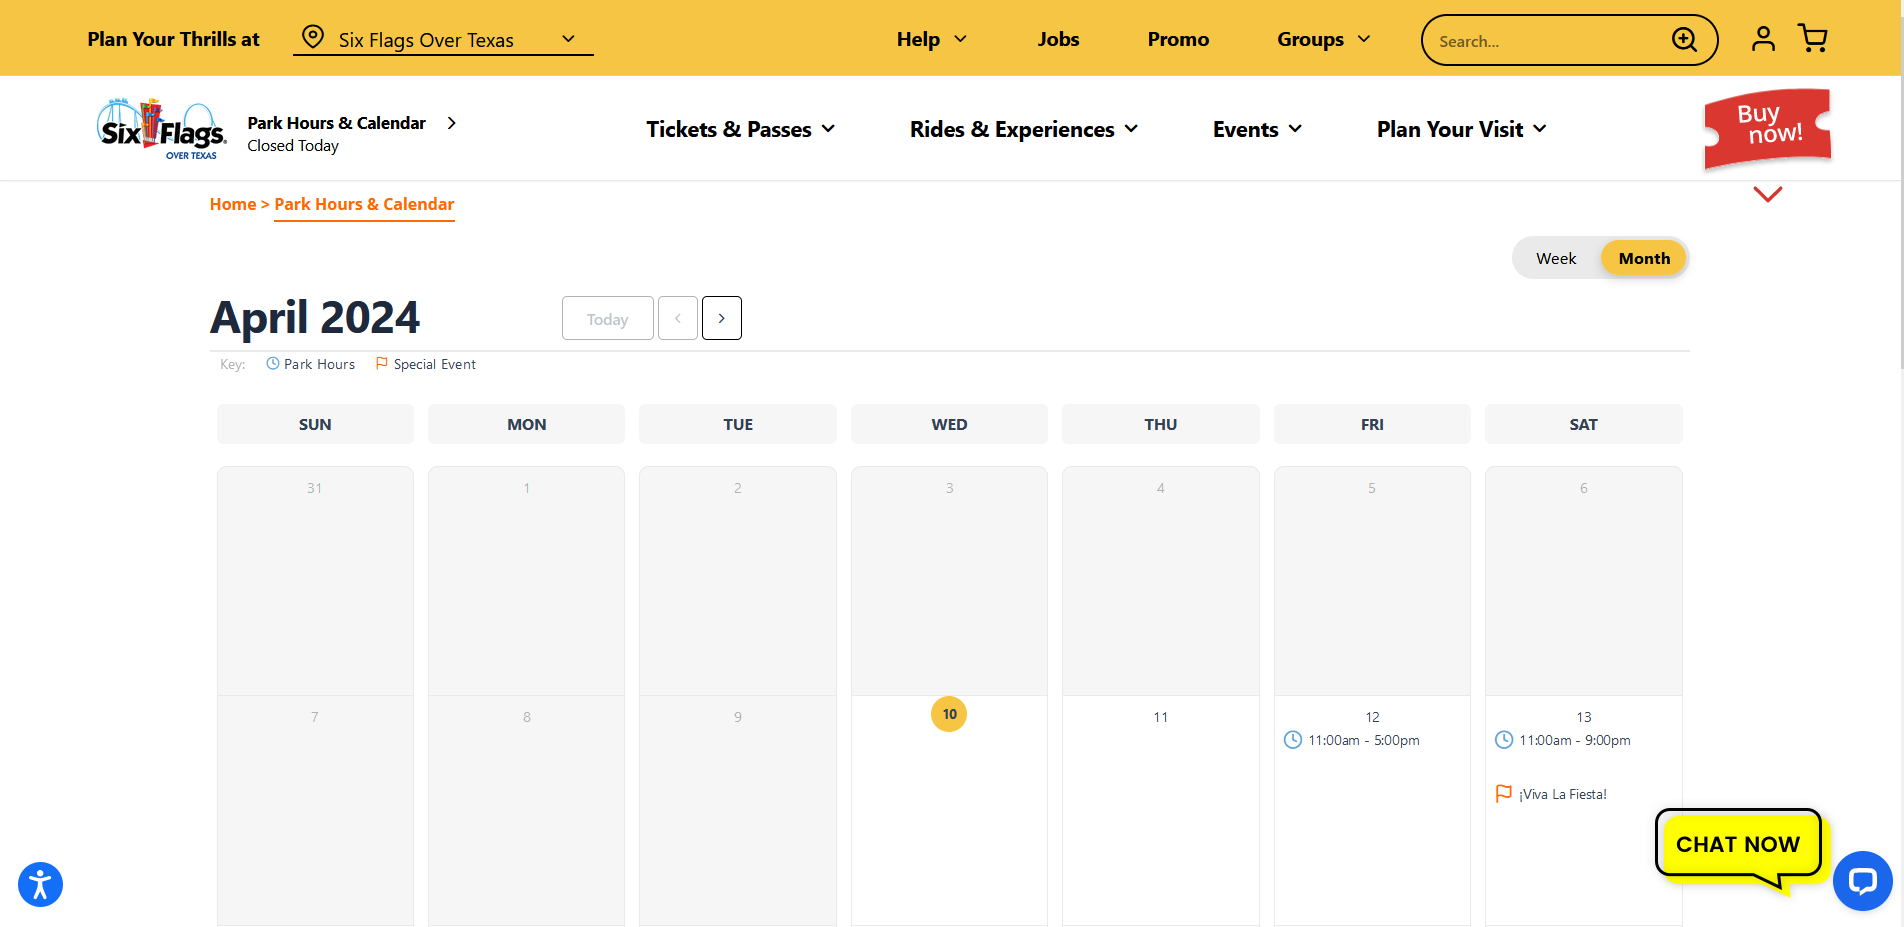 Plan Your Thrills at
Six Flags Over Texas
Help
Jobs
Promo
Groups
Search...
Six Flags
OVER TEXAS
Park Hours & Calendar
Closed Today
Tickets & Passes
Rides & Experiences
Events
Plan Your Visit
Buy
now!
Home > Park Hours & Calendar
Week
Month
April 2024
Today
Key:
Park Hours
Special Event
SUN
MON
TUE
WED
THU
FRI
SAT
31
1
2
3
4
5
6
7
8
9
10
11
12
11:00am - 5:00pm
13
11:00am - 9:00pm
¡Viva La Fiesta!
CHAT NOW